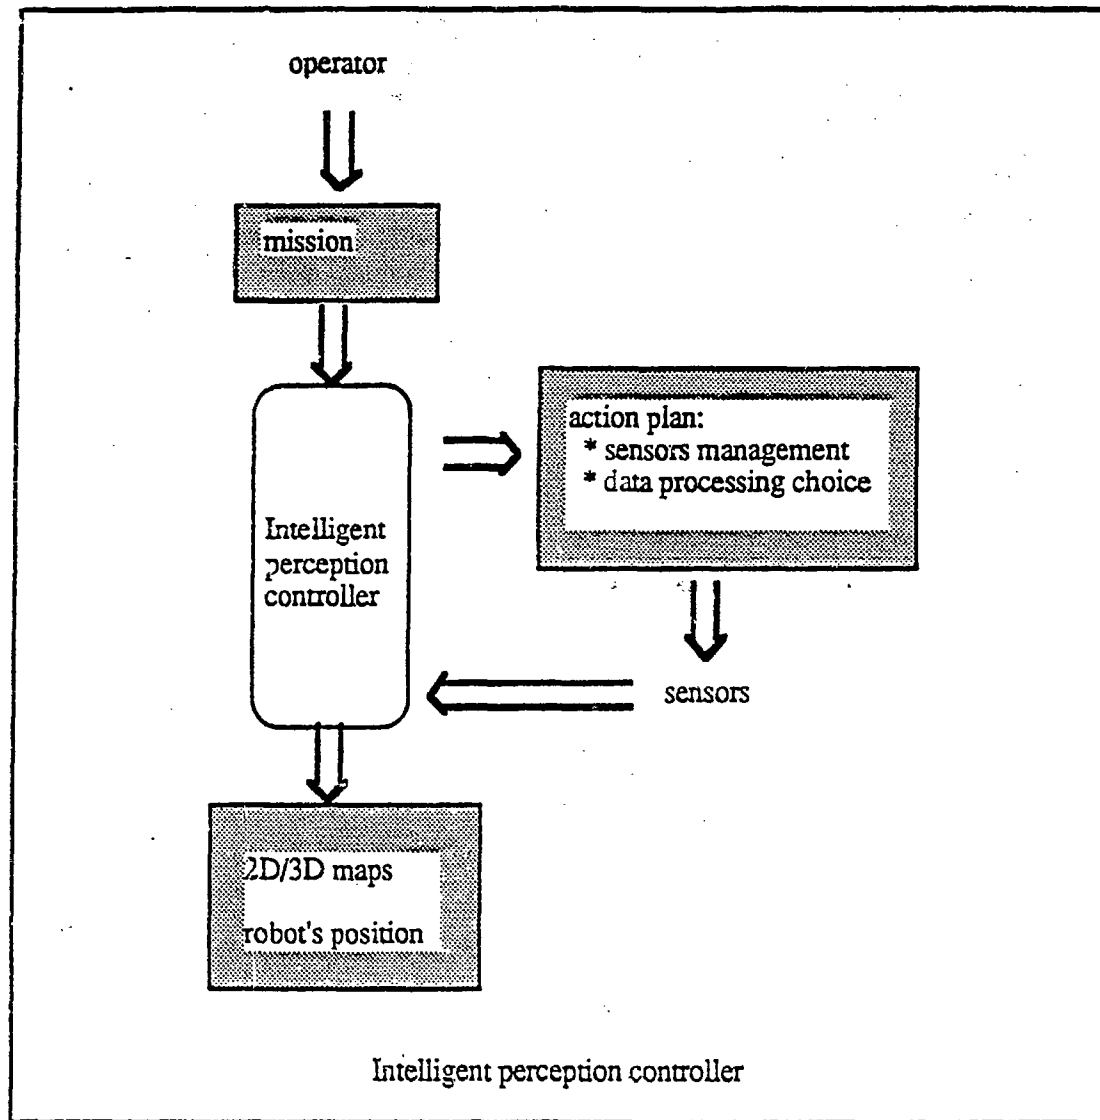 operator
mission
action plan:
* sensors management
* data processing choice
Intelligent
perception
controller
sensors
2D/3D maps
robot's position
Intelligent perception controller